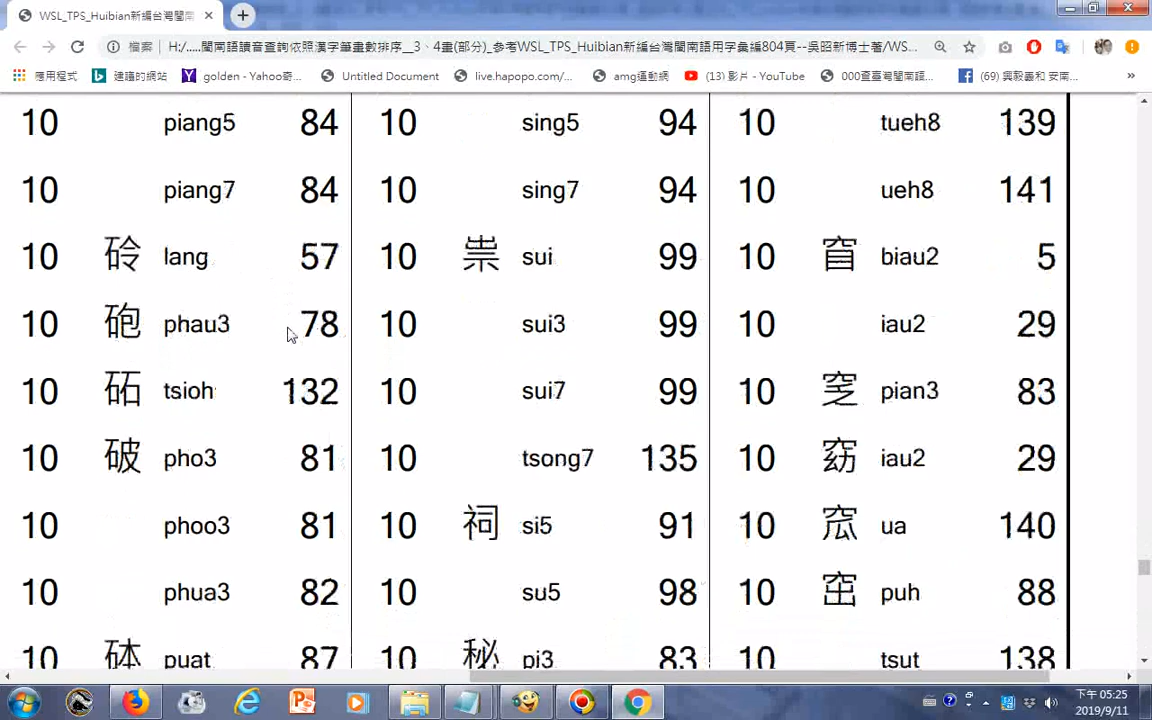 WSL_TPS_Huibian新編台灣閩南
檔案 | H:/.....閩南語讀音查詢依照漢字筆畫數排序__3、4畫(部分)_參考WSL_TPS_Huibian新編台灣閩南語用字彙編804頁--吳昭新博士著/WS...
應用程式 建議的網站 golden - Yahoo奇... Untitled Document live.hapopo.com/... amg運動網 (13) 影片 - YouTube 000查臺灣閩南語... (69) 興毅義和 安南... »
10 piang5 84 10 sing5 94 10 tueh8 139
10 piang7 84 10 sing7 94 10 ueh8 141
10 砱 lang 57 10 祟 sui 99 10 窅 biau2 5
10 砲 phau3 78 10 sui3 99 10 iau2 29
10 砳 tsioh 132 10 sui7 99 10 窆 pian3 83
10 破 pho3 81 10 tsong7 135 10 窈 iau2 29
10 phoo3 81 10 祠 si5 91 10 窊 ua 140
10 phua3 82 10 su5 98 10 窋 puh 88
10 砵 puat 87 10 秘 pi3 83 10 tsut 138
下午 05:25
2019/9/11